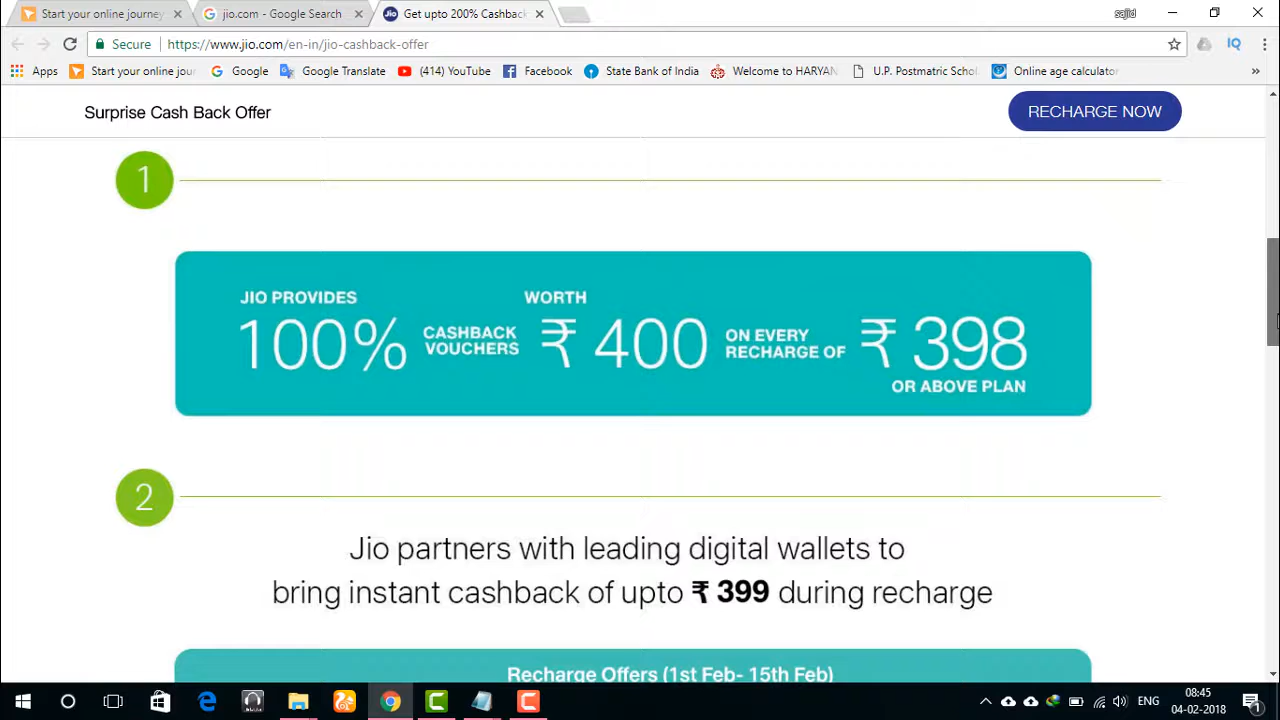 Start your online journey
jio.com - Google Search
Jio
Get upto 200% Cashback
sajid
Secure
https://www.jio.com/en-in/jio-cashback-offer
IQ
Apps
Start your online jour
Google
Google Translate
(414) YouTube
Facebook
State Bank of India
Welcome to HARYAN
U.P. Postmatric Schol
Online age calculator
Surprise Cash Back Offer
RECHARGE NOW
1
JIO PROVIDES
WORTH
100% CASHBACK VOUCHERS ₹ 400 ON EVERY RECHARGE OF ₹ 398
OR ABOVE PLAN
2
Jio partners with leading digital wallets to
bring instant cashback of upto ₹ 399 during recharge
Recharge Offers (1st Feb- 15th Feb)
ENG
08:45
04-02-2018
1